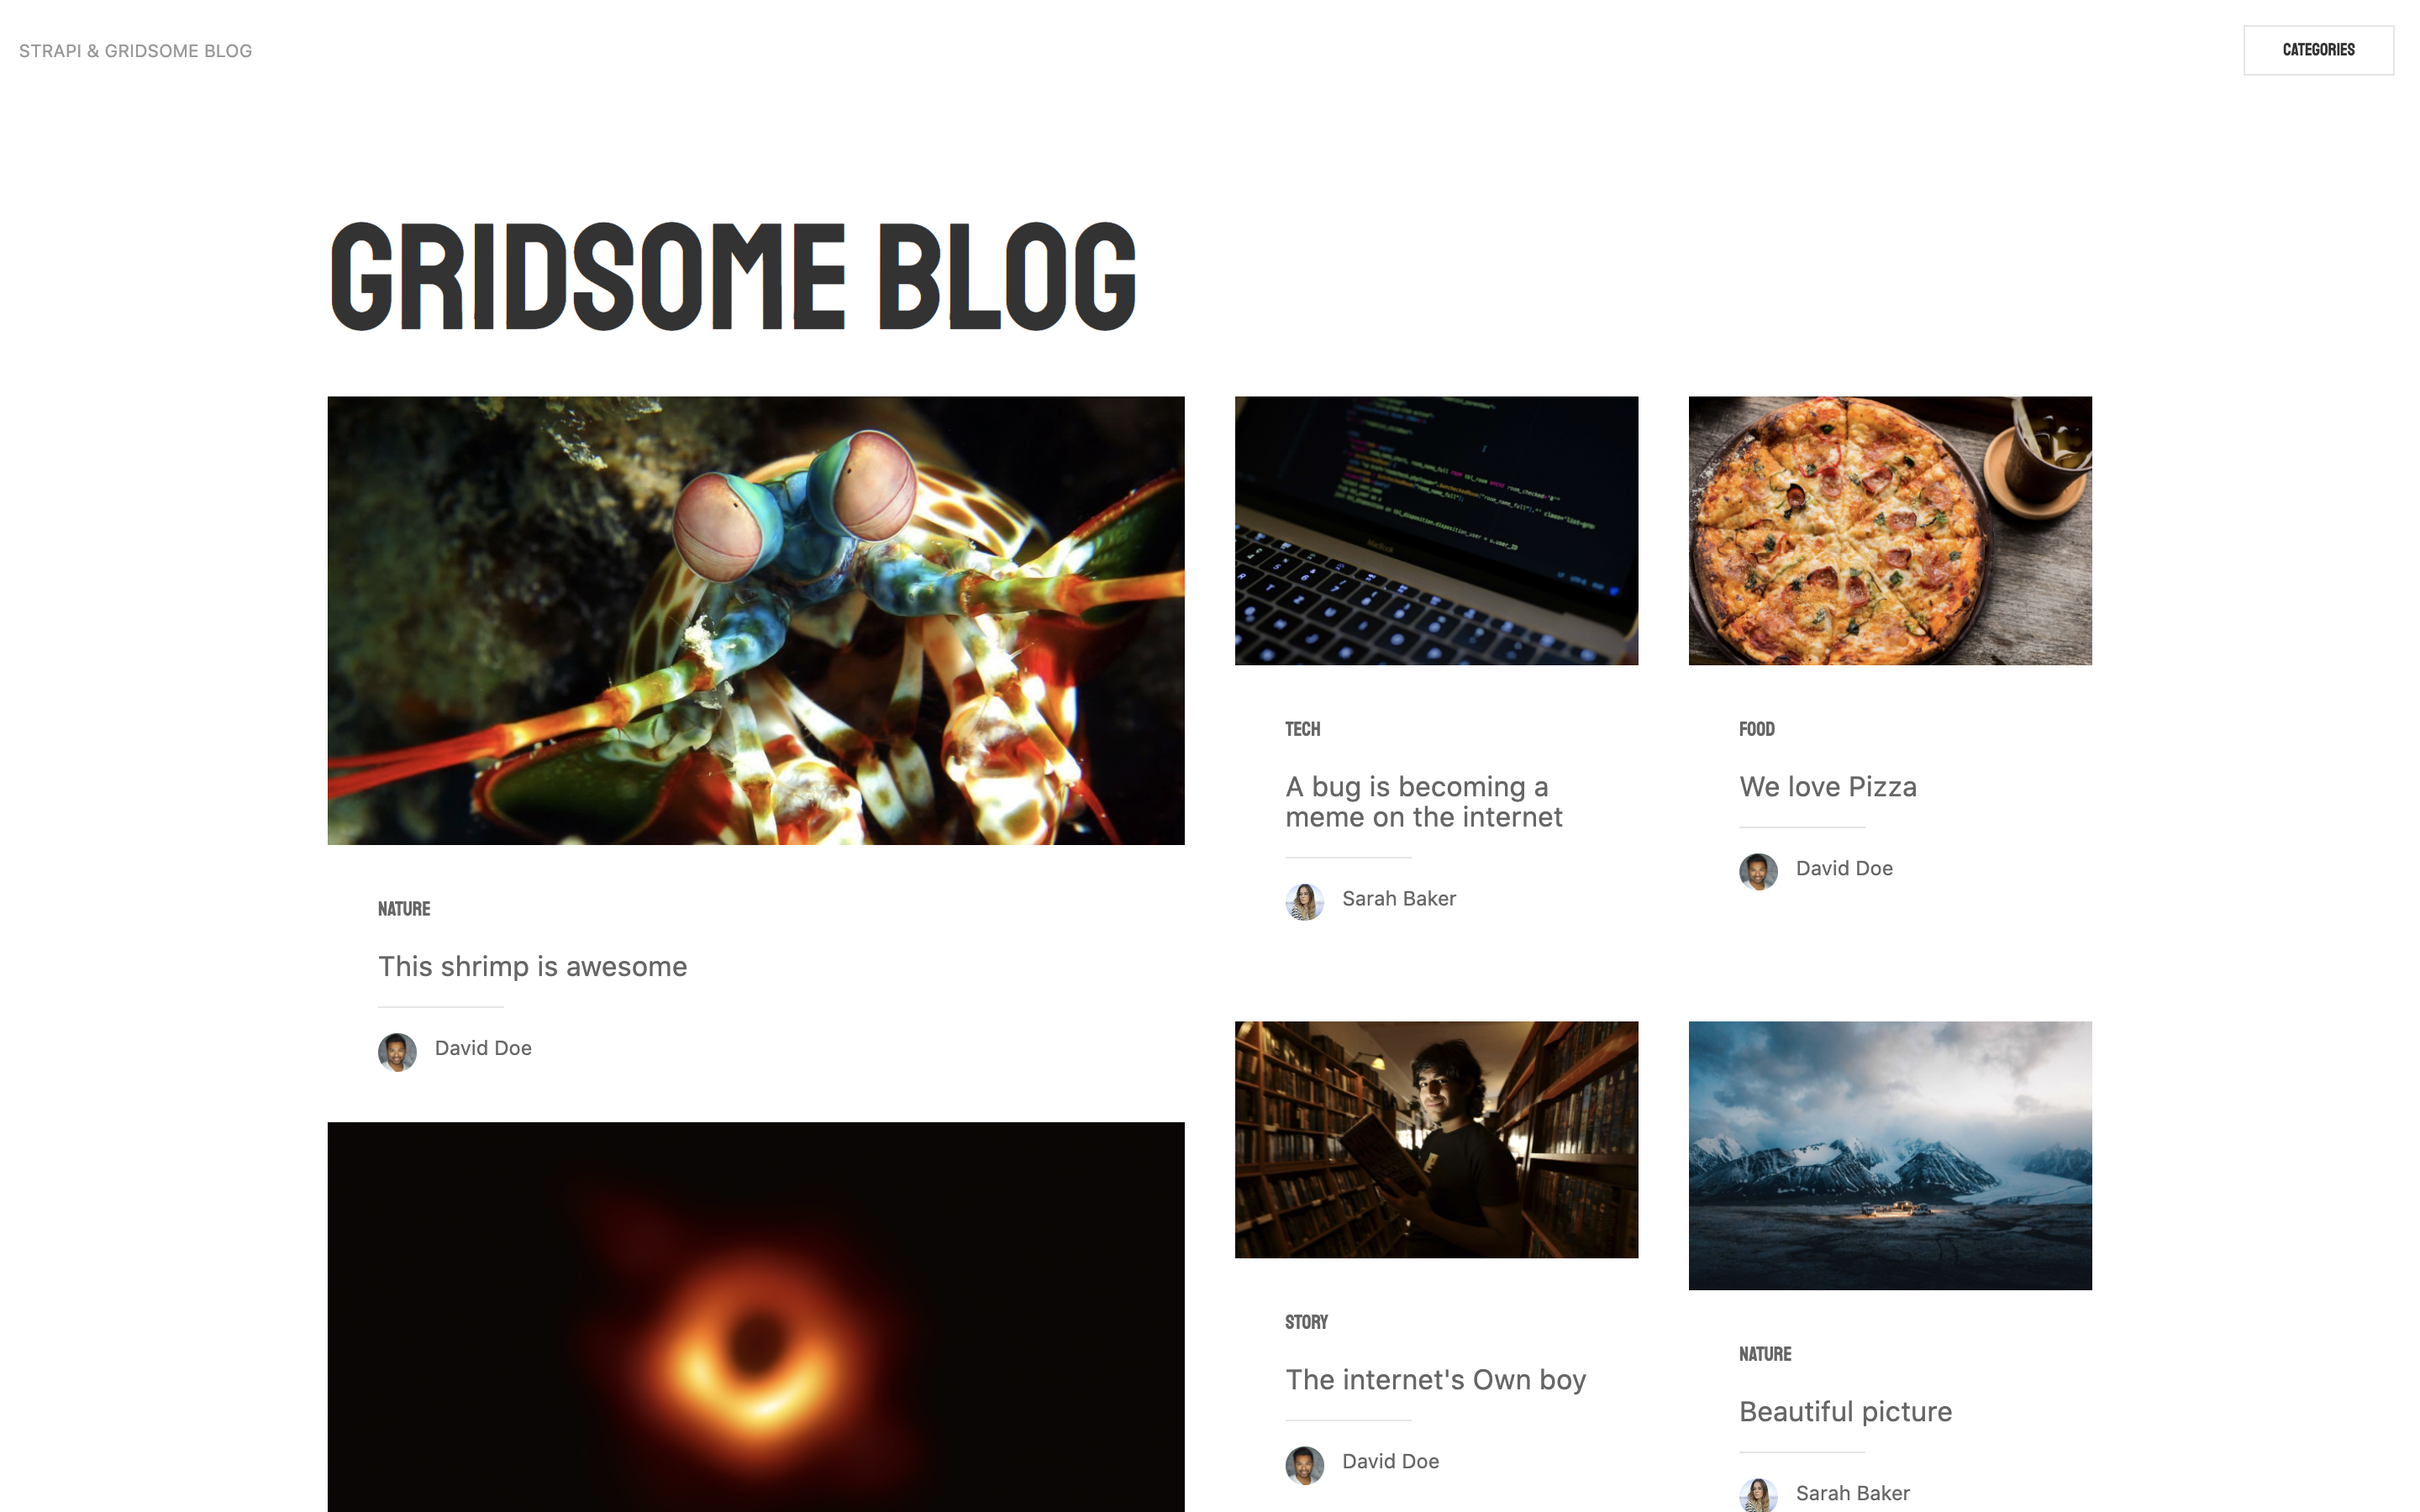 STRAPI & GRIDSOME BLOG
CATEGORIES
GRIDSOME BLOG
NATURE
This shrimp is awesome
David Doe
MacBook
TECH
A bug is becoming a
meme on the internet
Sarah Baker
STORY
The internet's Own boy
David Doe
FOOD
We love Pizza
David Doe
NATURE
Beautiful picture
Sarah Baker